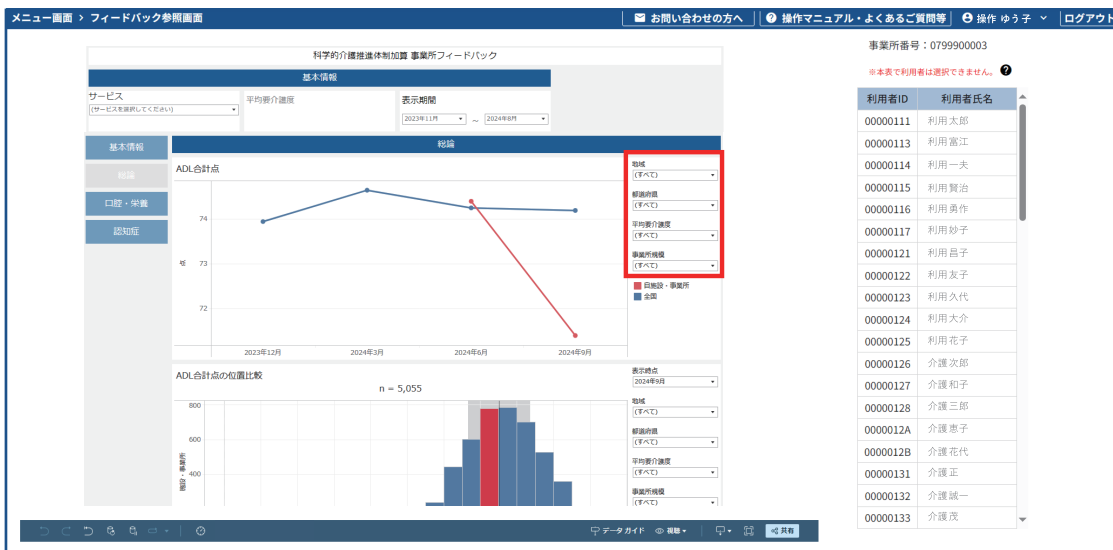 メニュー画面 > フィードバック参照画面
お問い合わせの方へ
操作マニュアル・よくあるご質問等
操作 ゆう子
ログアウト
科学的介護推進体制加算 事業所フィードバック
基本情報
サービス
(サービスを選択してください)
平均要介護度
表示期間
2023年11月 ～ 2024年8月
基本情報
総論
口腔・栄養
認知症
総論
ADL合計点
74
73
72
点
2023年12月 2024年3月 2024年6月 2024年9月
地域
(すべて)
都道府県
(すべて)
平均要介護度
(すべて)
事業所規模
(すべて)
自施設・事業所
全国
ADL合計点の位置比較
n = 5,055
800
600
400
施設・事業所
表示時点
2024年9月
地域
(すべて)
都道府県
(すべて)
平均要介護度
(すべて)
事業所規模
(すべて)
データ ガイド
視聴
共有
事業所番号：0799900003
※本表で利用者は選択できません。
利用者ID 利用者氏名
00000111 利用太郎
00000113 利用富江
00000114 利用一夫
00000115 利用賢治
00000116 利用勇作
00000117 利用妙子
00000121 利用昌子
00000122 利用友子
00000123 利用久代
00000124 利用大介
00000125 利用花子
00000126 介護次郎
00000127 介護和子
00000128 介護三郎
0000012A 介護恵子
0000012B 介護花代
00000131 介護正
00000132 介護誠一
00000133 介護茂